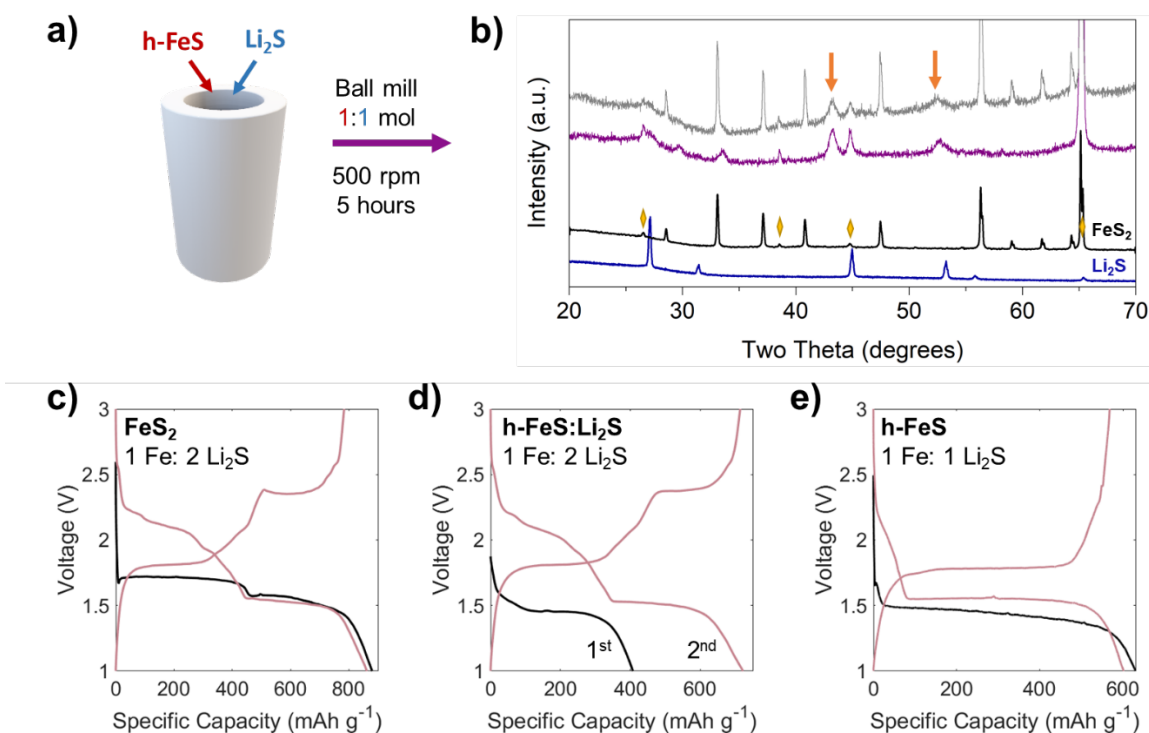 a)
h-FeS
Li₂S
Ball mill
1:1 mol
500 rpm
5 hours
b)
Intensity (a.u.)
FeS₂
Li₂S
20 30 40 50 60 70
Two Theta (degrees)
c)
FeS₂
1 Fe: 2 Li₂S
Voltage (V)
3
2.5
2
1.5
1
0 200 400 600 800
Specific Capacity (mAh g⁻¹)
d)
h-FeS:Li₂S
1 Fe: 2 Li₂S
Voltage (V)
3
2.5
2
1.5
1
1ˢᵗ
2ⁿᵈ
0 200 400 600
Specific Capacity (mAh g⁻¹)
e)
h-FeS
1 Fe: 1 Li₂S
Voltage (V)
3
2.5
2
1.5
1
0 200 400 600
Specific Capacity (mAh g⁻¹)